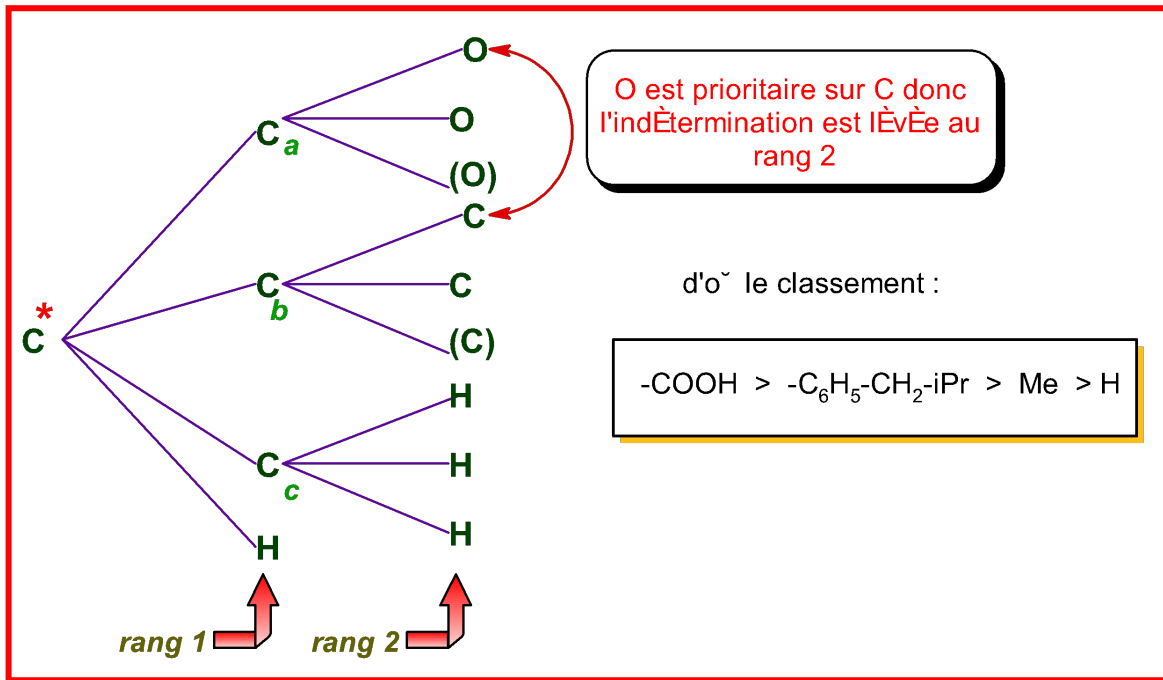 O
O
(O)
C a
O est prioritaire sur C donc
l'indÈtermination est lÈvÈe au
rang 2
C
C
(C)
C b
C *
d'o˘ le classement :
-COOH > -C₆H₅-CH₂-iPr > Me > H
H
H
H
C c
H
rang 1
rang 2